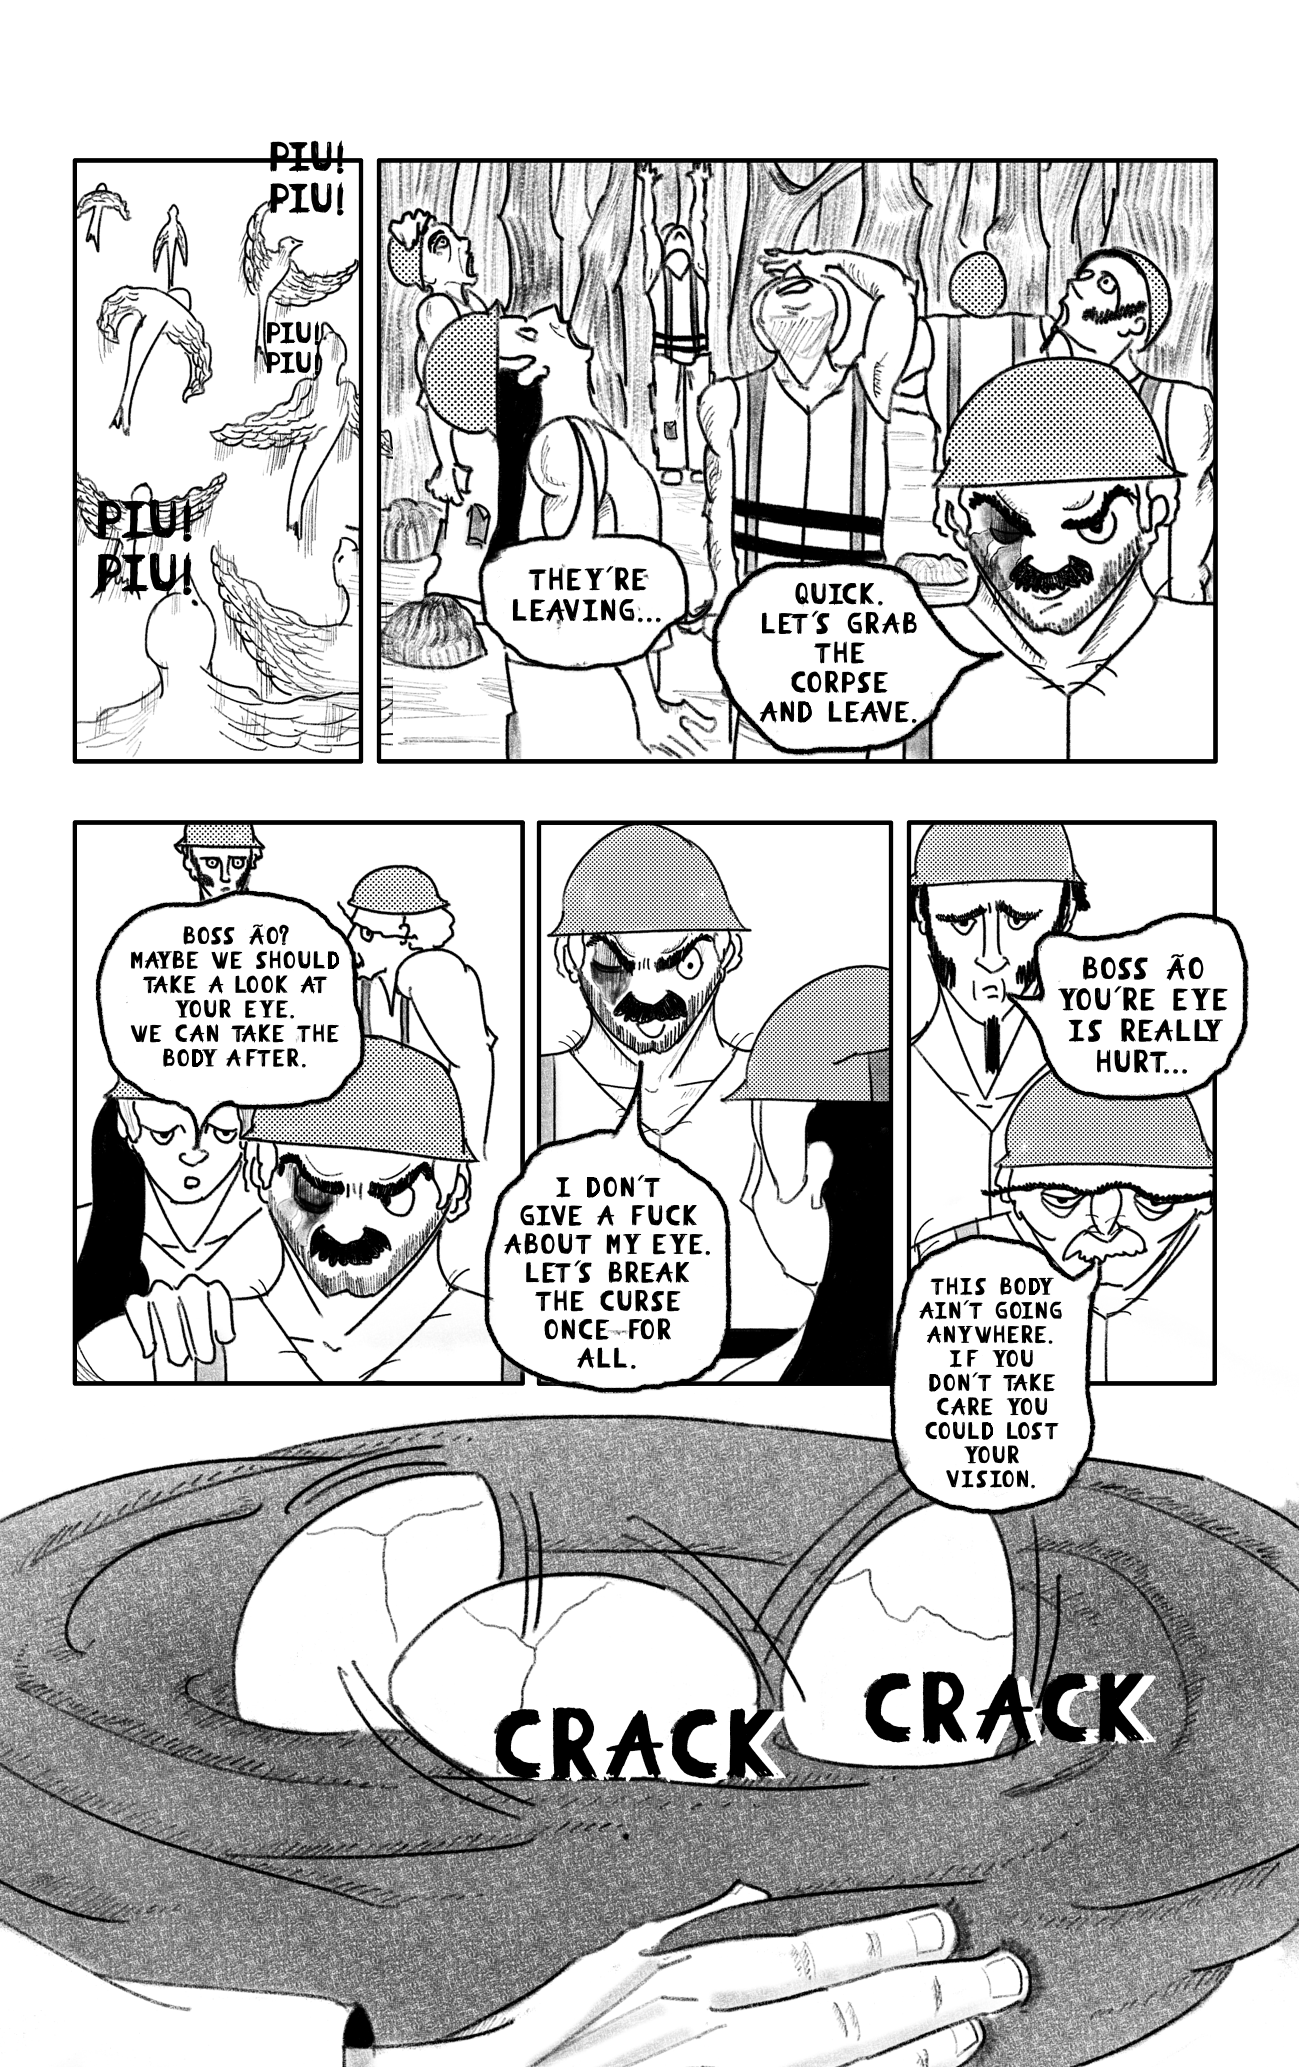 PIU!
PIU!
PIU!
PIU!
PIU!
PIU!
THEY'RE
LEAVING...
QUICK.
LET'S GRAB
THE
CORPSE
AND LEAVE.
BOSS ÃO?
MAYBE WE SHOULD
TAKE A LOOK AT
YOUR EYE.
WE CAN TAKE THE
BODY AFTER.
I DON'T
GIVE A FUCK
ABOUT MY EYE.
LET'S BREAK
THE CURSE
ONCE FOR
ALL.
BOSS ÃO
YOU'RE EYE
IS REALLY
HURT...
THIS BODY
AIN'T GOING
ANYWHERE.
IF YOU
DON'T TAKE
CARE YOU
COULD LOST
YOUR
VISION.
CRACK
CRACK